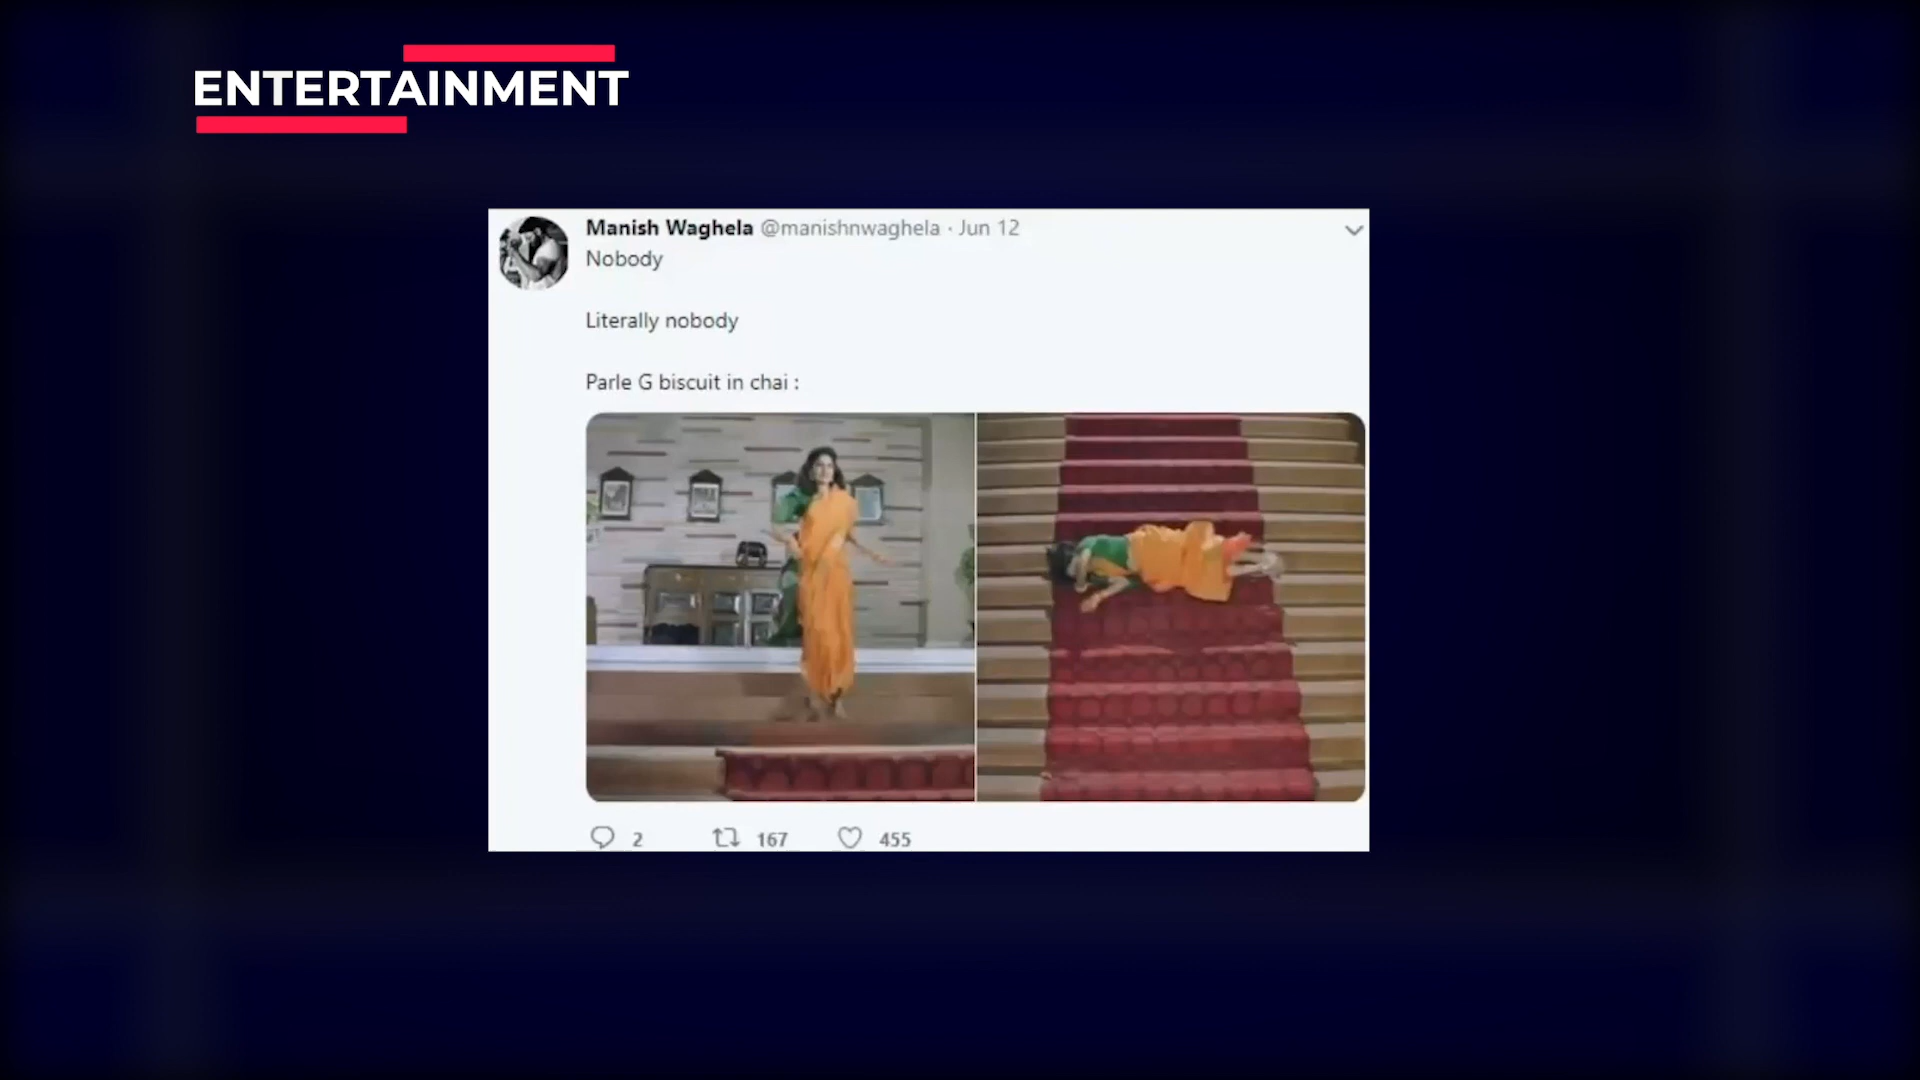 ENTERTAINMENT
Manish Waghela @manishnwaghela · Jun 12
Nobody
Literally nobody
Parle G biscuit in chai :
2 167 455